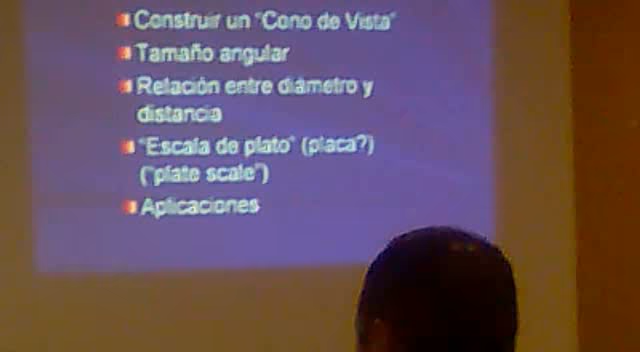 Construir un "Cono de Vista"
Tamaño angular
Relación entre diámetro y
distancia
"Escala de plato" (placa?)
("plate scale")
Aplicaciones